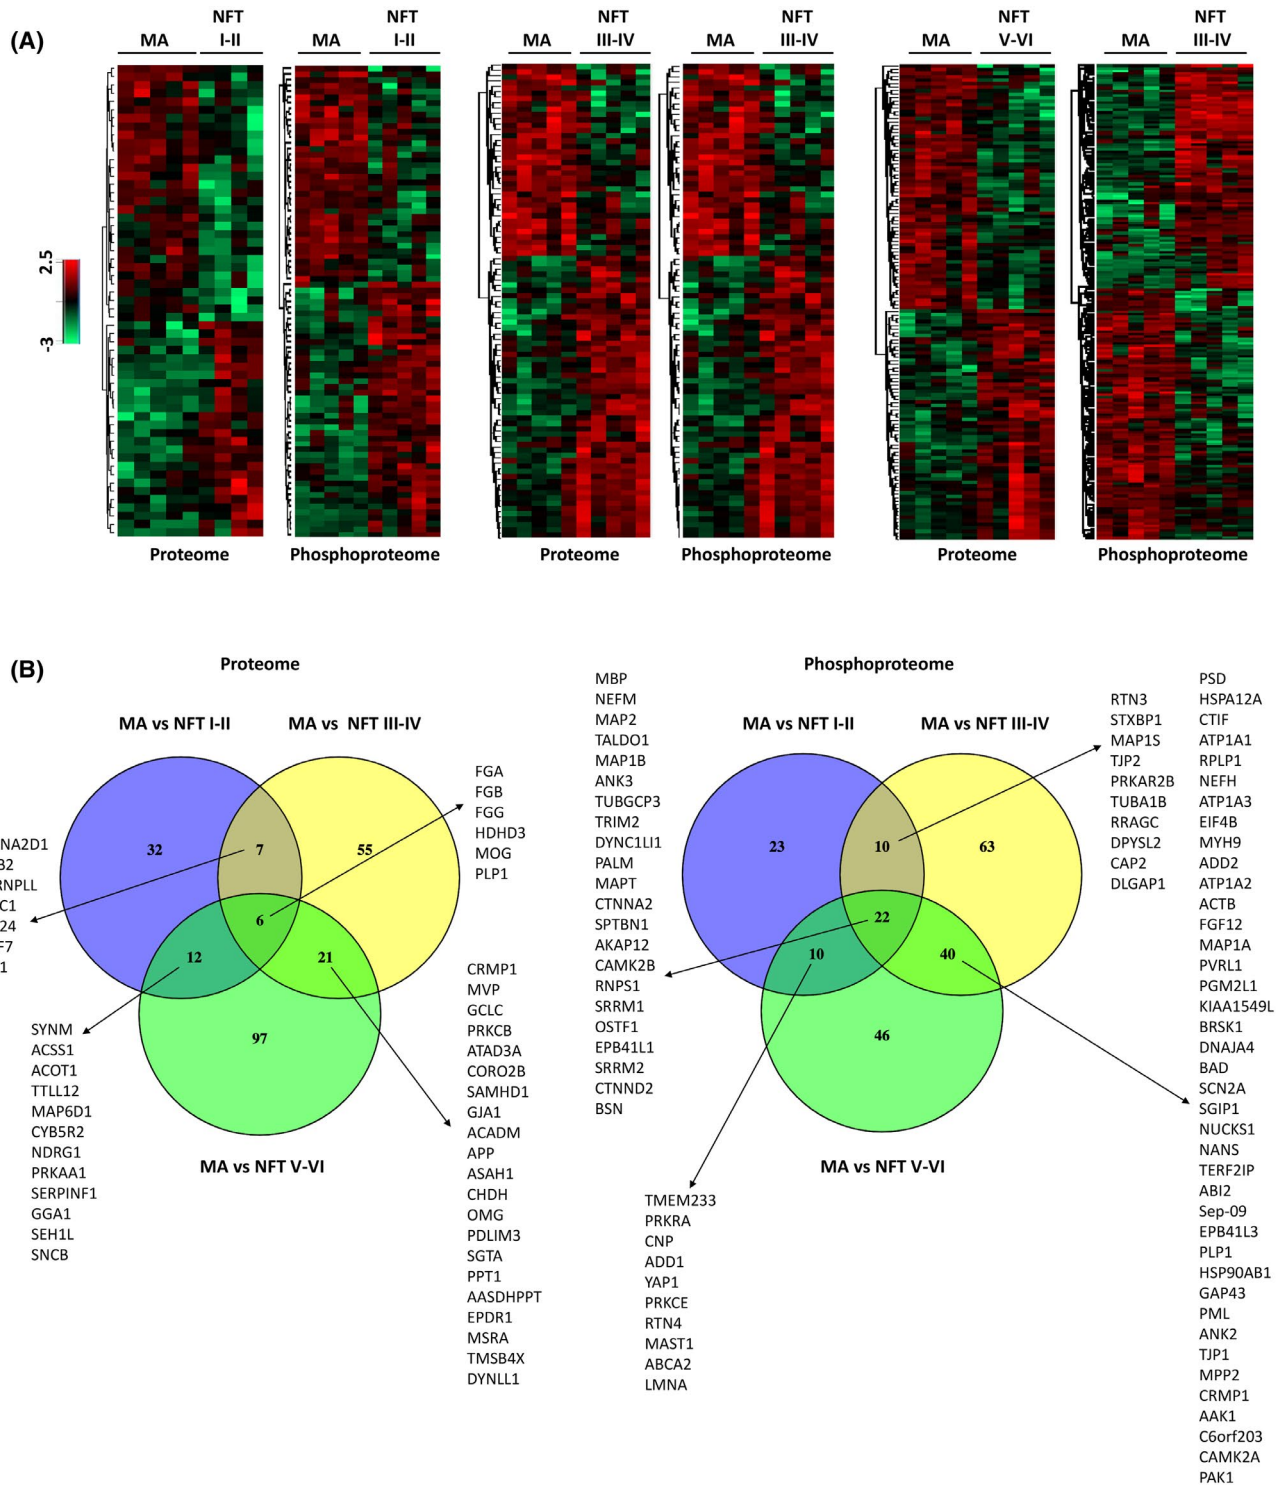 (A)
MA
NFT
I-II
MA
NFT
I-II
MA
NFT
III-IV
MA
NFT
III-IV
MA
NFT
V-VI
MA
NFT
III-IV
2.5
-3
Proteome
Phosphoproteome
Proteome
Phosphoproteome
Proteome
Phosphoproteome
(B)
Proteome
MA vs NFT I-II
MA vs NFT III-IV
32
7
55
6
12
21
97
MA vs NFT V-VI
NA2D1
B2
RNPLL
C1
24
F7
1
SYNM
ACSS1
ACOT1
TTLL12
MAP6D1
CYB5R2
NDRG1
PRKAA1
SERPINF1
GGA1
SEH1L
SNCB
FGA
FGB
FGG
HDHD3
MOG
PLP1
CRMP1
MVP
GCLC
PRKCB
ATAD3A
CORO2B
SAMHD1
GJA1
ACADM
APP
ASAH1
CHDH
OMG
PDLIM3
SGTA
PPT1
AASDHPPT
EPDR1
MSRA
TMSB4X
DYNLL1
Phosphoproteome
MA vs NFT I-II
MA vs NFT III-IV
23
10
63
22
10
40
46
MA vs NFT V-VI
MBP
NEFM
MAP2
TALDO1
MAP1B
ANK3
TUBGCP3
TRIM2
DYNC1LI1
PALM
MAPT
CTNNA2
SPTBN1
AKAP12
CAMK2B
RNPS1
SRRM1
OSTF1
EPB41L1
SRRM2
CTNND2
BSN
TMEM233
PRKRA
CNP
ADD1
YAP1
PRKCE
RTN4
MAST1
ABCA2
LMNA
RTN3
STXBP1
MAP1S
TJP2
PRKAR2B
TUBA1B
RRAGC
DPYSL2
CAP2
DLGAP1
PSD
HSPA12A
CTIF
ATP1A1
RPLP1
NEFH
ATP1A3
EIF4B
MYH9
ADD2
ATP1A2
ACTB
FGF12
MAP1A
PVRL1
PGM2L1
KIAA1549L
BRSK1
DNAJA4
BAD
SCN2A
SGIP1
NUCKS1
NANS
TERF2IP
ABI2
Sep-09
EPB41L3
PLP1
HSP90AB1
GAP43
PML
ANK2
TJP1
MPP2
CRMP1
AAK1
C6orf203
CAMK2A
PAK1